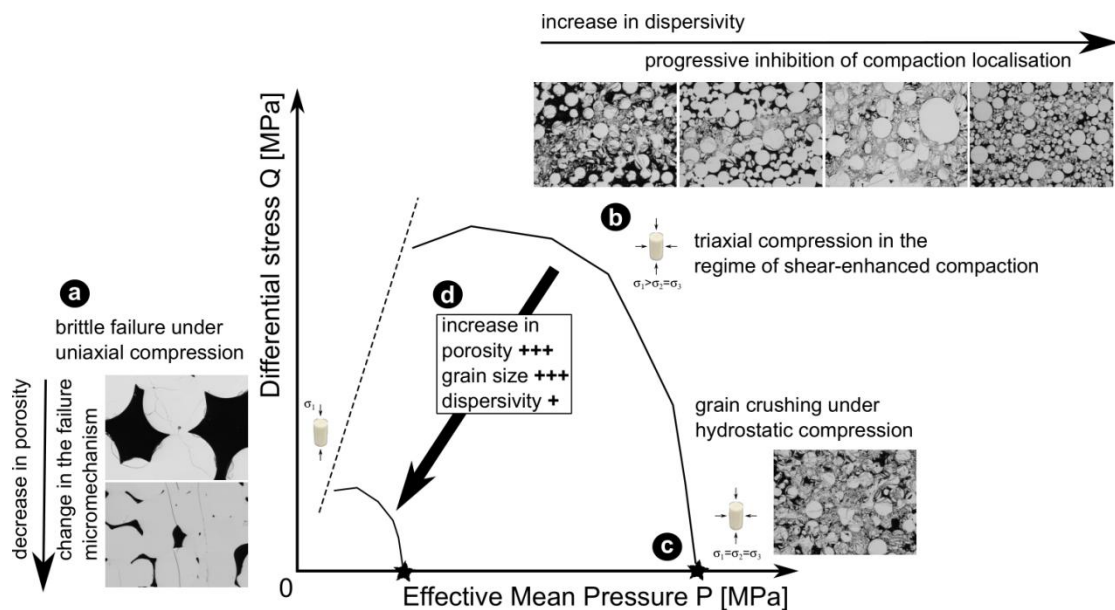 increase in dispersivity
progressive inhibition of compaction localisation
Differential stress Q [MPa]
b
triaxial compression in the
regime of shear-enhanced compaction
σ₁>σ₂=σ₃
a
brittle failure under
uniaxial compression
decrease in porosity
change in the failure
micromechanism
σ₁
d
increase in
porosity +++
grain size +++
dispersivity +
grain crushing under
hydrostatic compression
c
σ₁=σ₂=σ₃
0
Effective Mean Pressure P [MPa]